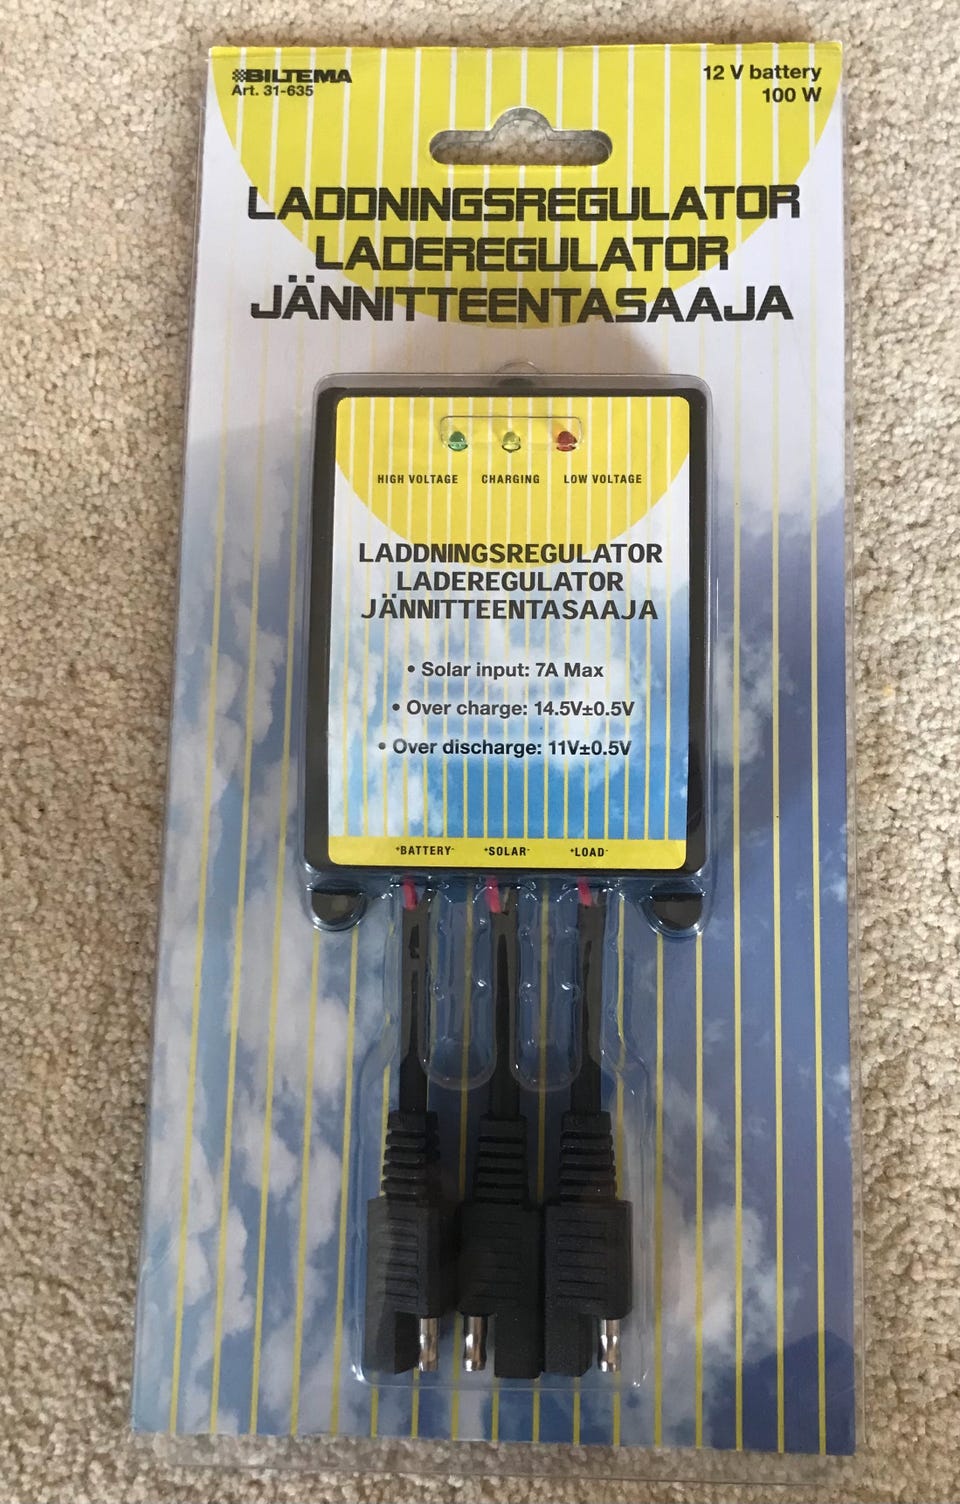 BILTEMA
Art. 31-635
12 V battery
100 W
LADDNINGSREGULATOR
LADEREGULATOR
JÄNNITTEENTASAAJA
HIGH VOLTAGE CHARGING LOW VOLTAGE
LADDNINGSREGULATOR
LADEREGULATOR
JÄNNITTEENTASAAJA
• Solar input: 7A Max
• Over charge: 14.5V±0.5V
• Over discharge: 11V±0.5V
+BATTERY- +SOLAR- +LOAD-